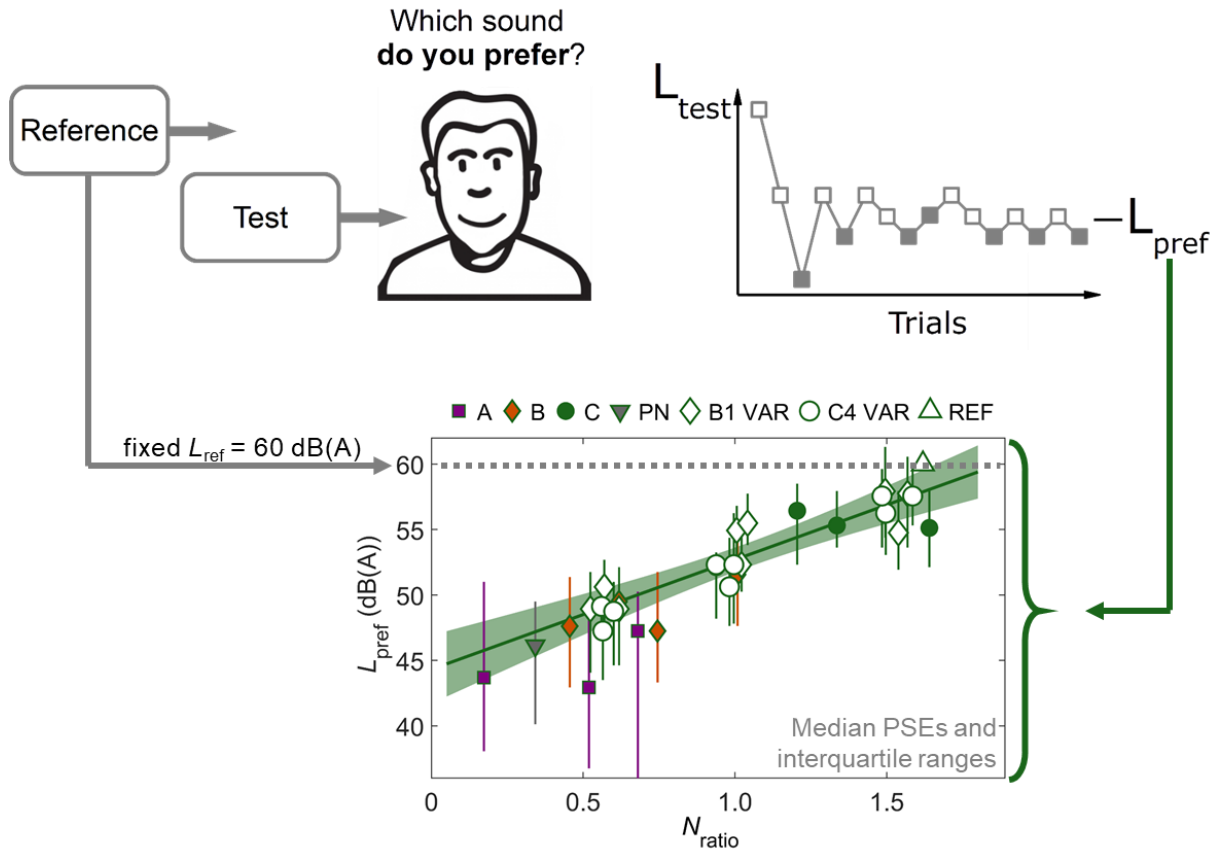 Which sound
do you prefer?
Reference
Test
L test
L pref
Trials
A B C PN B1 VAR C4 VAR REF
fixed L ref = 60 dB(A)
60
55
50
45
40
L pref (dB(A))
Median PSEs and
interquartile ranges
0 0.5 1.0 1.5
N ratio